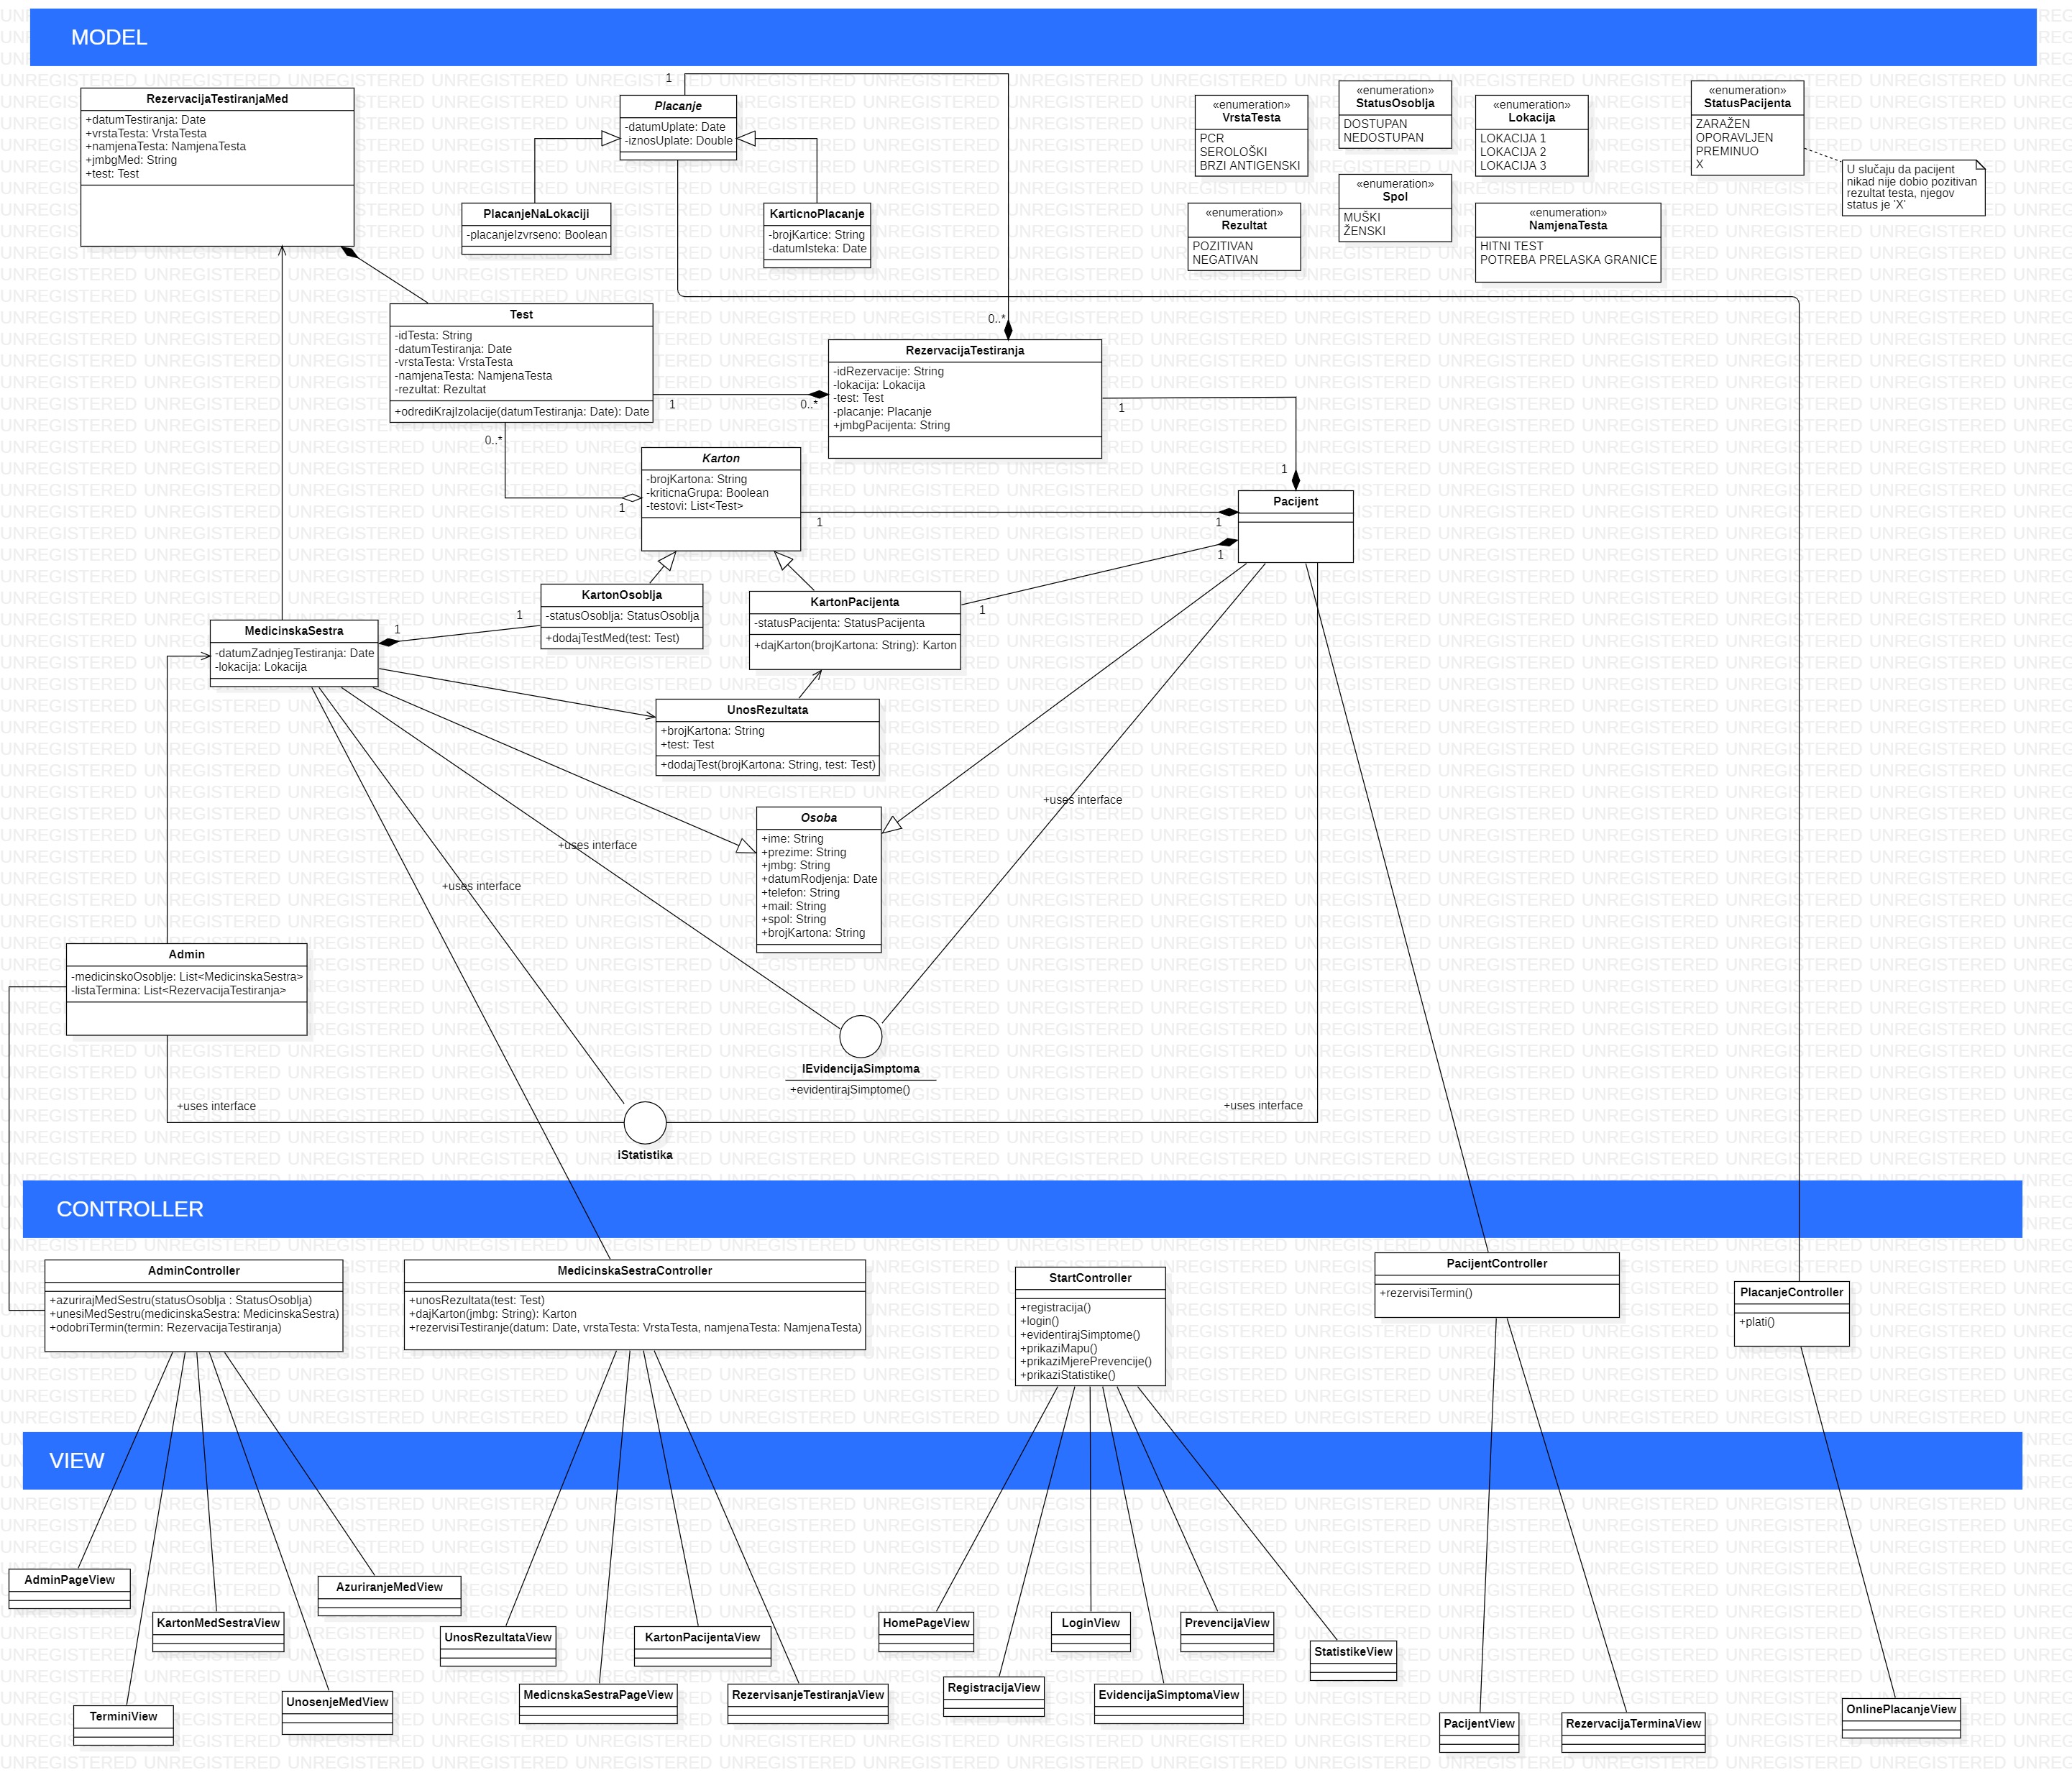 MODEL
RezervacijaTestiranjaMed
+datumTestiranja: Date
+vrstaTesta: VrstaTesta
+namjenaTesta: NamjenaTesta
+jmbgMed: String
+test: Test
1
Placanje
-datumUplate: Date
-iznosUplate: Double
PlacanjeNaLokaciji
-placanjeIzvrseno: Boolean
KarticnoPlacanje
-brojKartice: String
-datumIsteka: Date
«enumeration»
VrstaTesta
PCR
SEROLOŠKI
BRZI ANTIGENSKI
«enumeration»
StatusOsoblja
DOSTUPAN
NEDOSTUPAN
«enumeration»
Lokacija
LOKACIJA 1
LOKACIJA 2
LOKACIJA 3
«enumeration»
StatusPacijenta
ZARAŽEN
OPORAVLJEN
PREMINUO
X
U slučaju da pacijent
nikad nije dobio pozitivan
rezultat testa, njegov
status je 'X'
«enumeration»
Rezultat
POZITIVAN
NEGATIVAN
«enumeration»
Spol
MUŠKI
ŽENSKI
«enumeration»
NamjenaTesta
HITNI TEST
POTREBA PRELASKA GRANICE
Test
-idTesta: String
-datumTestiranja: Date
-vrstaTesta: VrstaTesta
-namjenaTesta: NamjenaTesta
-rezultat: Rezultat
+odrediKrajIzolacije(datumTestiranja: Date): Date
0..*
RezervacijaTestiranja
-idRezervacije: String
-lokacija: Lokacija
-test: Test
-placanje: Placanje
+jmbgPacijenta: String
1
0..*
1
0..*
1
Karton
-brojKartona: String
-kriticnaGrupa: Boolean
-testovi: List<Test>
1
1
1
Pacijent
1
1
KartonOsoblja
-statusOsoblja: StatusOsoblja
+dodajTestMed(test: Test)
KartonPacijenta
-statusPacijenta: StatusPacijenta
+dajKarton(brojKartona: String): Karton
1
1
MedicinskaSestra
-datumZadnjegTestiranja: Date
-lokacija: Lokacija
UnosRezultata
+brojKartona: String
+test: Test
+dodajTest(brojKartona: String, test: Test)
+uses interface
Osoba
+ime: String
+prezime: String
+jmbg: String
+datumRodjenja: Date
+telefon: String
+mail: String
+spol: String
+brojKartona: String
+uses interface
+uses interface
Admin
-medicinskoOsoblje: List<MedicinskaSestra>
-listaTermina: List<RezervacijaTestiranja>
IEvidencijaSimptoma
+evidentirajSimptome()
+uses interface
+uses interface
iStatistika
CONTROLLER
AdminController
+azurirajMedSestru(statusOsoblja : StatusOsoblja)
+unesiMedSestru(medicinskaSestra: MedicinskaSestra)
+odobriTermin(termin: RezervacijaTestiranja)
MedicinskaSestraController
+unosRezultata(test: Test)
+dajKarton(jmbg: String): Karton
+rezervisiTestiranje(datum: Date, vrstaTesta: VrstaTesta, namjenaTesta: NamjenaTesta)
StartController
+registracija()
+login()
+evidentirajSimptome()
+prikaziMapu()
+prikaziMjerePrevencije()
+prikaziStatistike()
PacijentController
+rezervisiTermin()
PlacanjeController
+plati()
VIEW
AdminPageView
AzuriranjeMedView
KartonMedSestraView
UnosenjeMedView
TerminiView
UnosRezultataView
KartonPacijentaView
MedicnskaSestraPageView
RezervisanjeTestiranjaView
HomePageView
LoginView
PrevencijaView
StatistikeView
RegistracijaView
EvidencijaSimptomaView
PacijentView
RezervacijaTerminaView
OnlinePlacanjeView